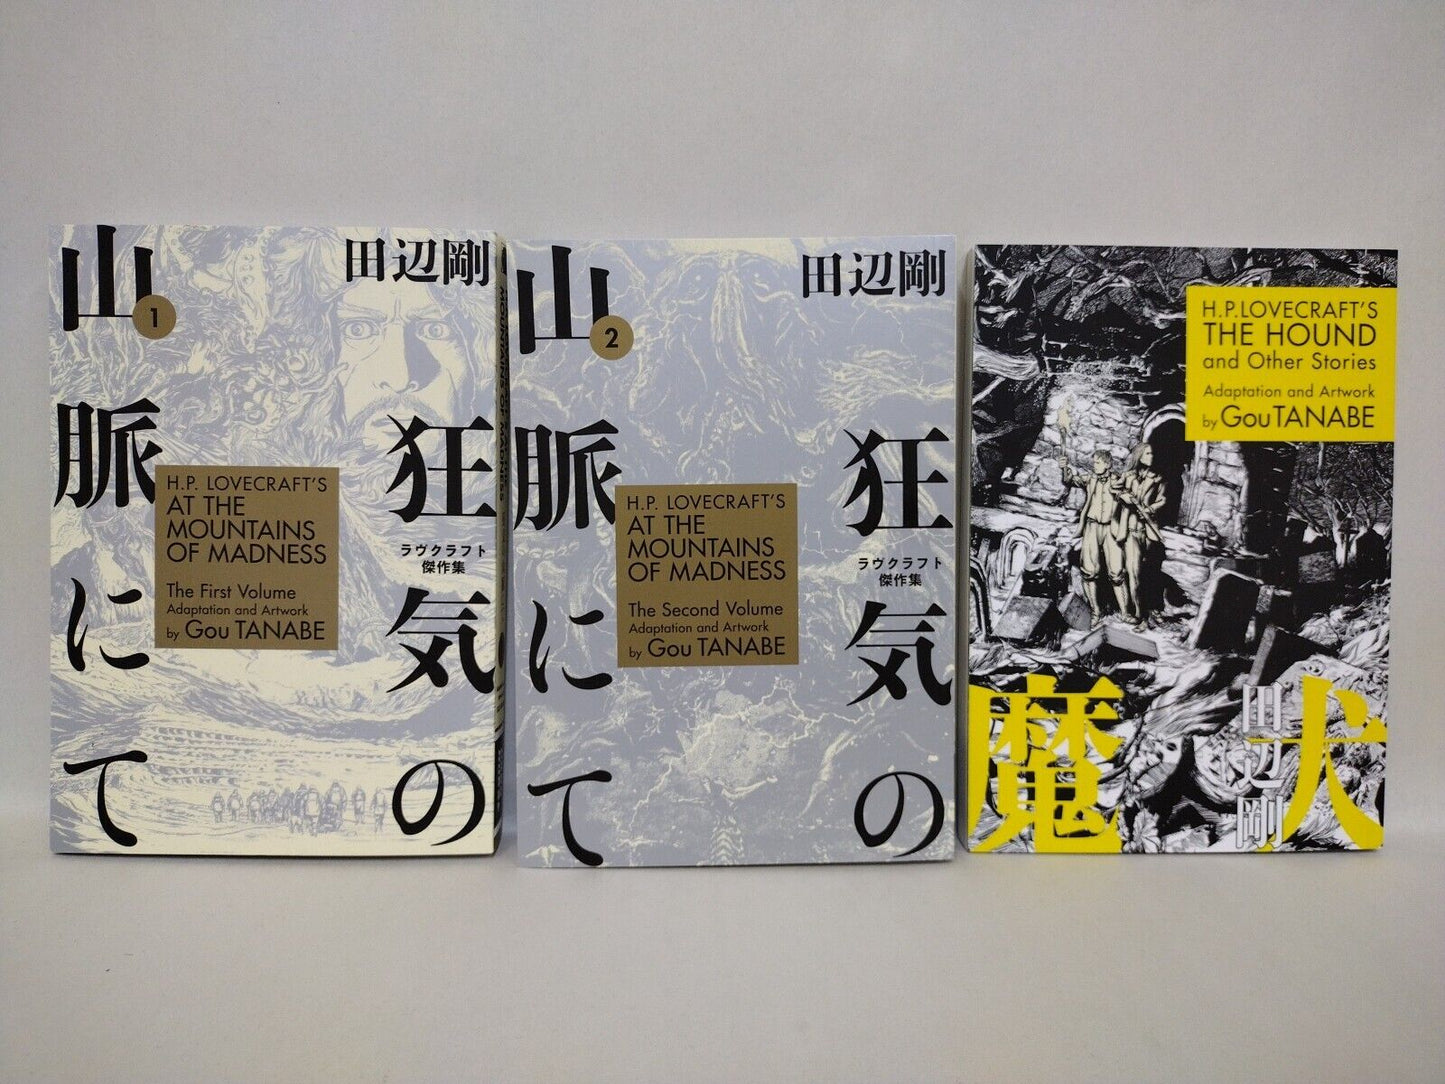 田辺剛
狂気の
山脈にて
1
ラヴクラフト
傑作集
H.P. LOVECRAFT'S
AT THE
MOUNTAINS
OF MADNESS
The First Volume
Adaptation and Artwork
by Gou TANABE
田辺剛
狂気の
山脈にて
2
ラヴクラフト
傑作集
H.P. LOVECRAFT'S
AT THE
MOUNTAINS
OF MADNESS
The Second Volume
Adaptation and Artwork
by Gou TANABE
H.P.LOVECRAFT'S
THE HOUND
and Other Stories
Adaptation and Artwork
by Gou TANABE
魔犬
田辺剛